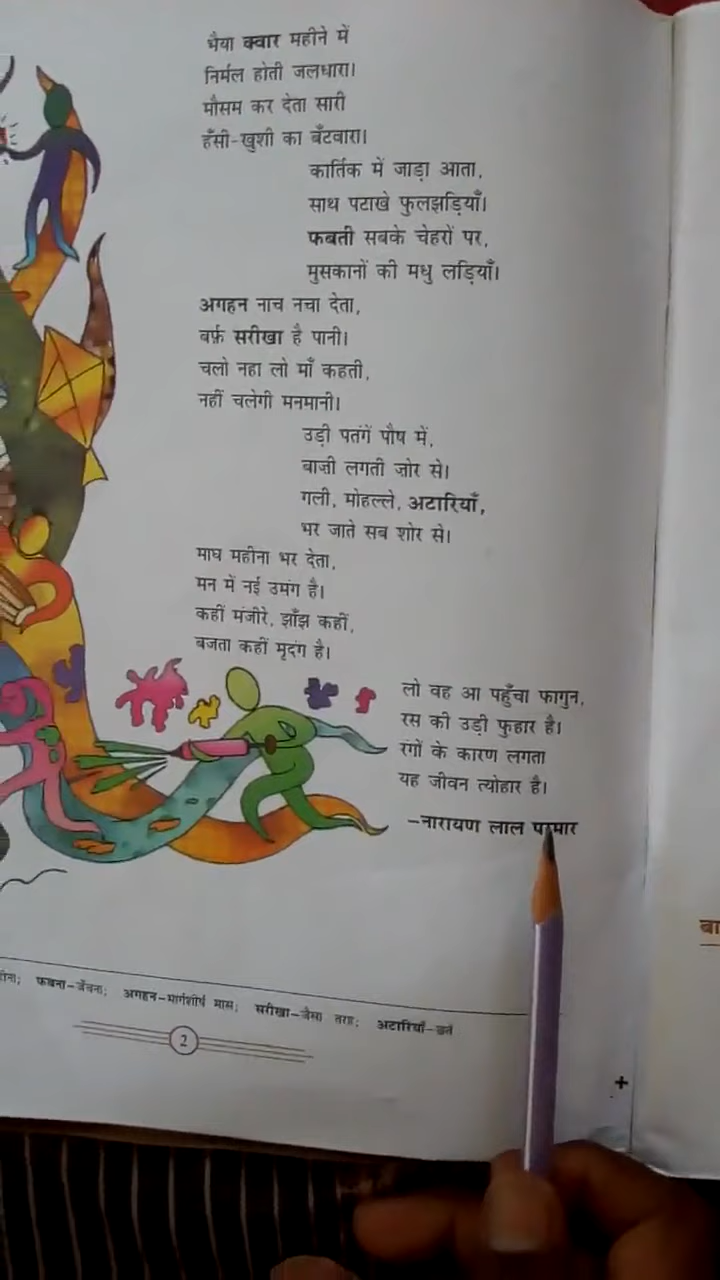 भैया क्वार महीने में
निर्मल होती जलधारा।
मौसम कर देता सारी
हँसी-खुशी का बँटवारा।
कार्तिक में जाड़ा आता,
साथ पटाखे फुलझड़ियाँ।
फबती सबके चेहरों पर,
मुसकानों की मधु लड़ियाँ।
अगहन नाच नचा देता,
बर्फ़ सरीखा है पानी।
चलो नहा लो माँ कहती,
नहीं चलेगी मनमानी।
उड़ी पतंगें पौष में,
बाज़ी लगती ज़ोर से।
गली, मोहल्ले, अटारियाँ,
भर जाते सब शोर से।
माघ महीना भर देता,
मन में नई उमंग है।
कहीं मंजीरे, झाँझ कहीं,
बजता कहीं मृदंग है।
लो वह आ पहुँचा फागुन,
रस की उड़ी फुहार है।
रंगों के कारण लगता
यह जीवन त्योहार है।
–नारायण लाल परमार
फबना–जँचना; अगहन–मार्गशीर्ष मास; सरीखा–जैसा तरह; अटारियाँ–छतें
2